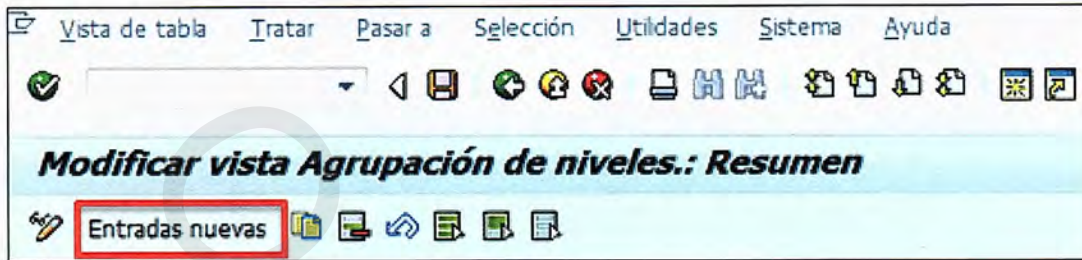 Vista de tabla Tratar Pasar a Selección Utilidades Sistema Ayuda
Modificar vista Agrupación de niveles.: Resumen
Entradas nuevas